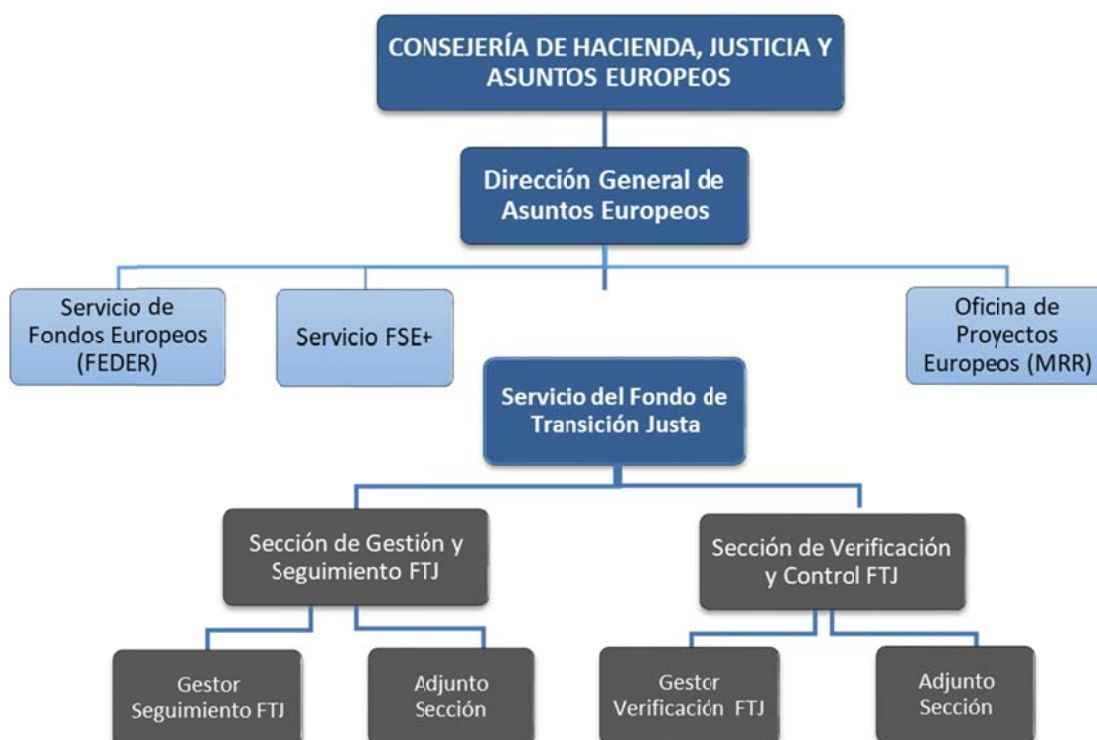 CONSEJERÍA DE HACIENDA, JUSTICIA Y
ASUNTOS EUROPEOS
Dirección General de
Asuntos Europeos
Servicio de
Fondos Europeos
(FEDER)
Servicio FSE+
Oficina de
Proyectos
Europeos (MRR)
Servicio del Fondo de
Transición Justa
Sección de Gestión y
Seguimiento FTJ
Sección de Verificación
y Control FTJ
Gestor
Seguimiento FTJ
Adjunto
Sección
Gestor
Verificación FTJ
Adjunto
Sección